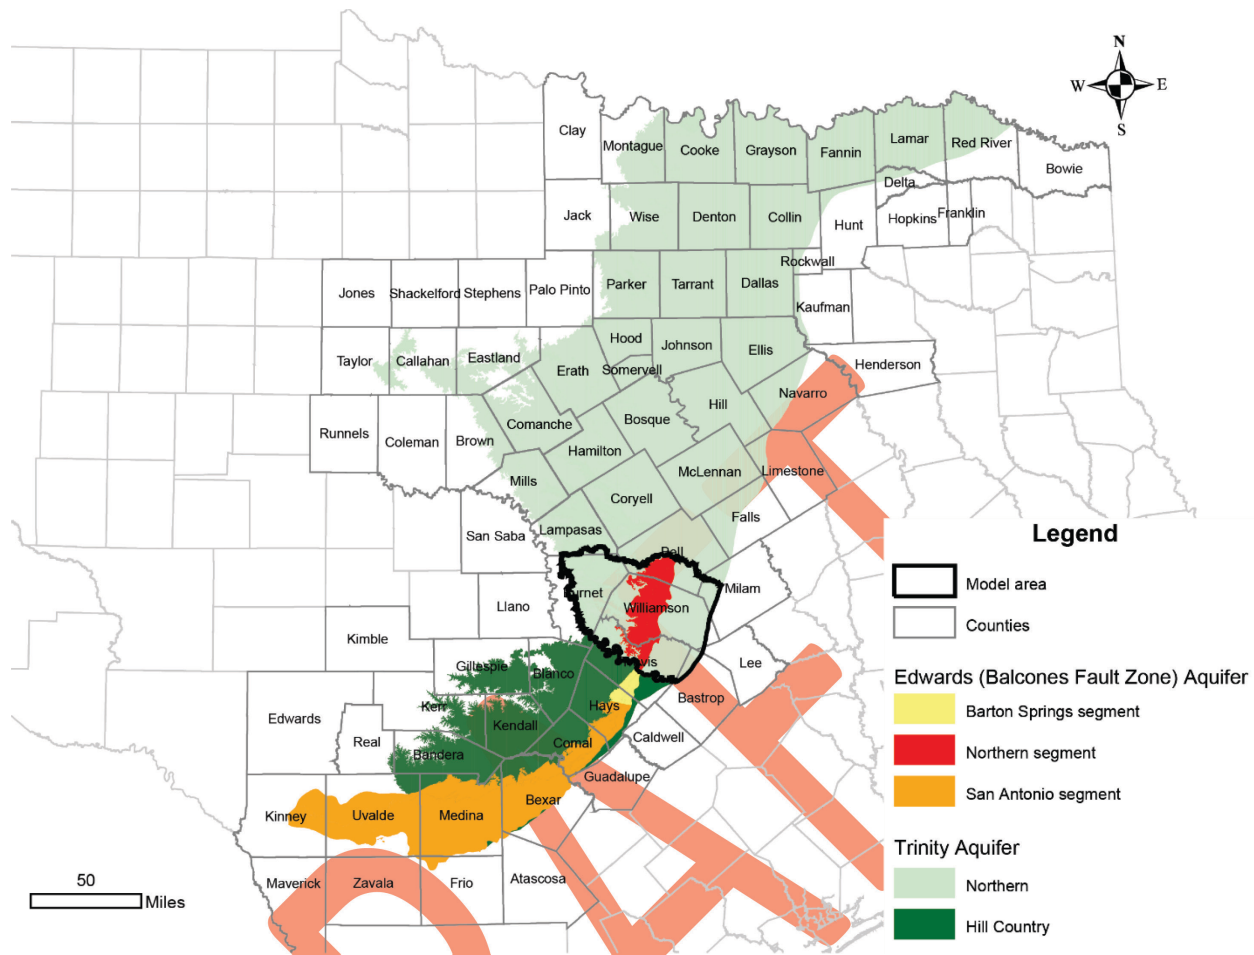 N
W E
S
Clay
Montague
Cooke
Grayson
Fannin
Lamar
Red River
Bowie
Delta
Jack
Wise
Denton
Collin
Hunt
Hopkins
Franklin
Rockwall
Jones
Shackelford
Stephens
Palo Pinto
Parker
Tarrant
Dallas
Kaufman
Taylor
Callahan
Eastland
Erath
Hood
Somervell
Johnson
Ellis
Henderson
Navarro
Runnels
Coleman
Brown
Comanche
Hamilton
Bosque
Hill
Mills
Coryell
McLennan
Limestone
San Saba
Lampasas
Falls
Bell
Llano
Burnet
Williamson
Milam
Kimble
Gillespie
Blanco
Travis
Lee
Edwards
Real
Kerr
Kendall
Hays
Bastrop
Bandera
Comal
Caldwell
Guadalupe
Kinney
Uvalde
Medina
Bexar
Maverick
Zavala
Frio
Atascosa
50
Miles
Legend
Model area
Counties
Edwards (Balcones Fault Zone) Aquifer
Barton Springs segment
Northern segment
San Antonio segment
Trinity Aquifer
Northern
Hill Country